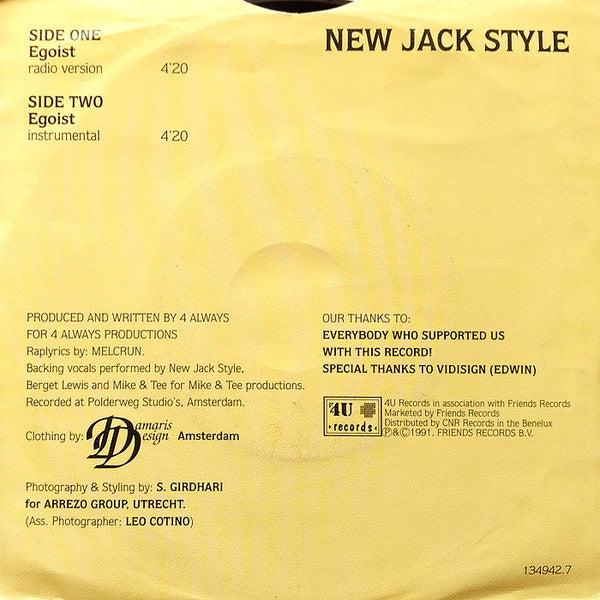 SIDE ONE
Egoist
radio version 4'20
SIDE TWO
Egoist
instrumental 4'20
NEW JACK STYLE
PRODUCED AND WRITTEN BY 4 ALWAYS
FOR 4 ALWAYS PRODUCTIONS
Raplyrics by: MELCRUN.
Backing vocals performed by New Jack Style,
Berget Lewis and Mike & Tee for Mike & Tee productions.
Recorded at Polderweg Studio's, Amsterdam.
Clothing by: Damaris Design Amsterdam
Photography & Styling by: S. GIRDHARI
for ARREZO GROUP, UTRECHT.
(Ass. Photographer: LEO COTINO)
OUR THANKS TO:
EVERYBODY WHO SUPPORTED US
WITH THIS RECORD!
SPECIAL THANKS TO VIDISIGN (EDWIN)
4U
records
4U Records in association with Friends Records
Marketed by Friends Records
Distributed by CNR Records in the Benelux
℗&©1991. FRIENDS RECORDS B.V.
134942.7